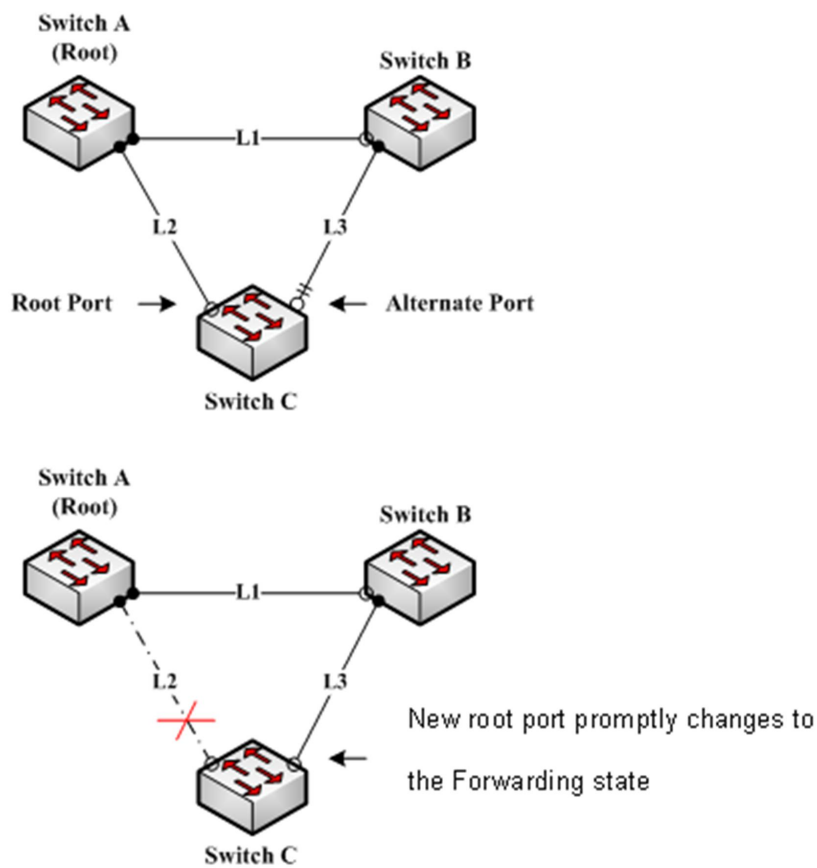 Switch A
(Root)
Switch B
L1
L2
L3
Root Port
Alternate Port
Switch C
Switch A
(Root)
Switch B
L1
L2
L3
New root port promptly changes to
the Forwarding state
Switch C